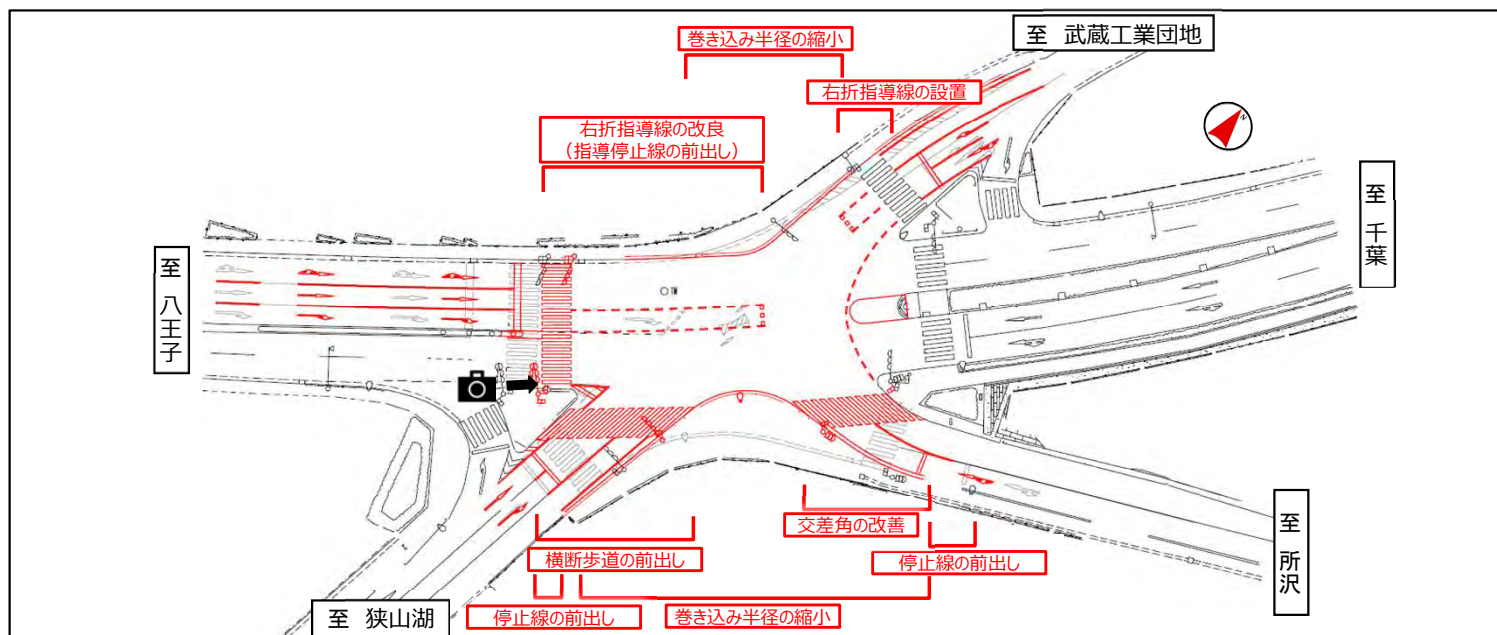 巻き込み半径の縮小
至 武蔵工業団地
右折指導線の設置
右折指導線の改良
（指導停止線の前出し）
N
至 千葉
至 八王子
交差角の改善
横断歩道の前出し
停止線の前出し
至 所沢
停止線の前出し
巻き込み半径の縮小
至 狭山湖